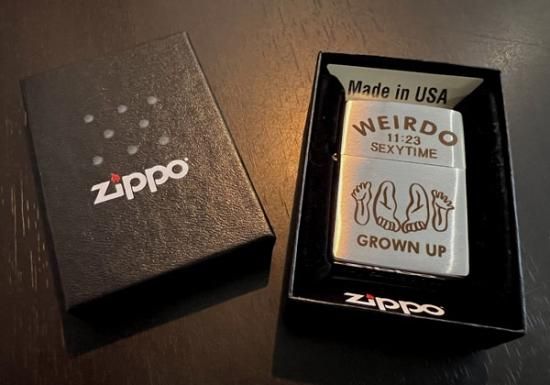 zippo
Made in USA
WEIRDO
11:23
SEXYTIME
GROWN UP
zippo